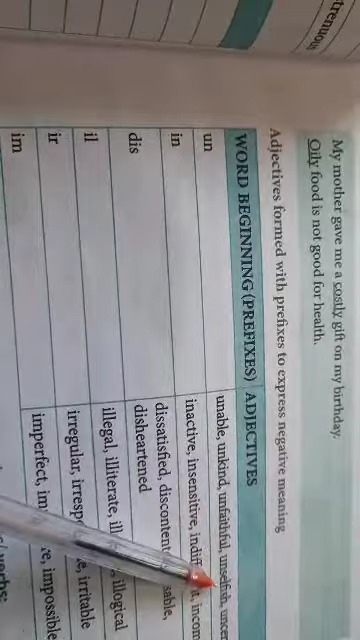 trenuous
My mother gave me a costly gift on my birthday.
Oily food is not good for health.
Adjectives formed with prefixes to express negative meaning
WORD BEGINNING (PREFIXES) ADJECTIVES
un unable, unkind, unfaithful, unselfish,
in inactive, insensitive,
dis dissatisfied, discontent
disheartened
il illegal, illiterate, illogical
ir irregular, irritable
im imperfect, impossible